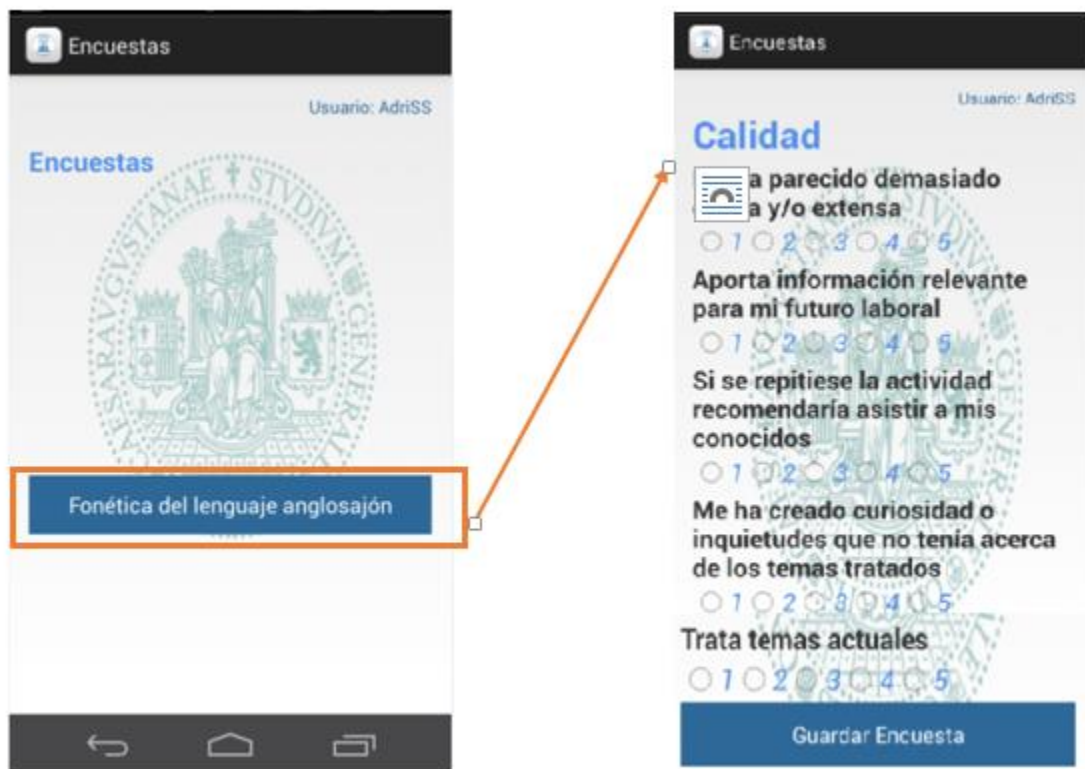 Encuestas
Usuario: AdriSS
Encuestas
CAESARAVGVSTANAE STVDIVM GENERALE
Fonética del lenguaje anglosajón
Encuestas
Usuario: AdriSS
Calidad
a parecido demasiado
a y/o extensa
1 2 3 4 5
Aporta información relevante
para mi futuro laboral
1 2 3 4 5
Si se repitiese la actividad
recomendaría asistir a mis
conocidos
1 2 3 4 5
Me ha creado curiosidad o
inquietudes que no tenía acerca
de los temas tratados
1 2 3 4 5
Trata temas actuales
1 2 3 4 5
Guardar Encuesta